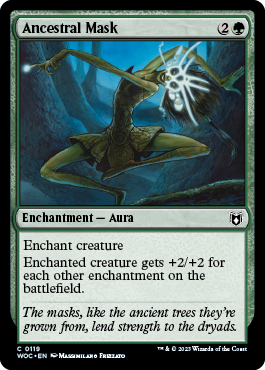 Ancestral Mask 2
Enchantment — Aura
Enchant creature
Enchanted creature gets +2/+2 for
each other enchantment on the
battlefield.
The masks, like the ancient trees they're
grown from, lend strength to the dryads.
C 0119
WOC • EN Massimiliano Frezzato
™ & © 2023 Wizards of the Coast